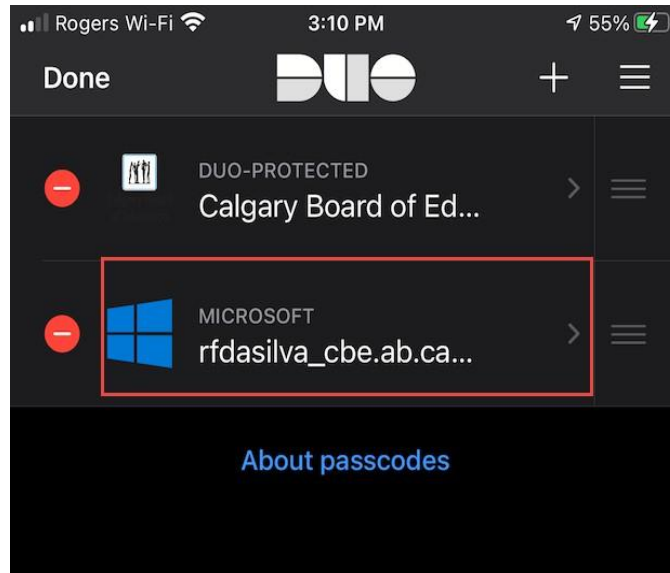 Rogers Wi-Fi
3:10 PM
55%
Done
DUO
DUO-PROTECTED
Calgary Board of Ed...
MICROSOFT
rfdasilva_cbe.ab.ca...
About passcodes